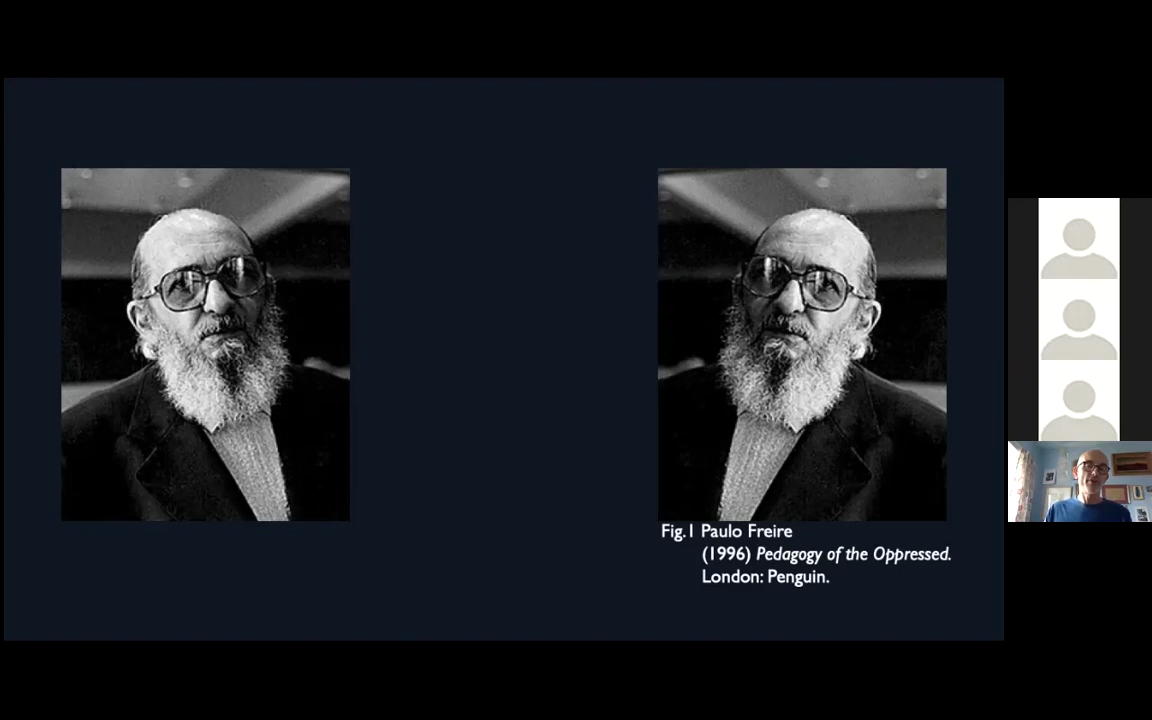 Fig.1 Paulo Freire
(1996) Pedagogy of the Oppressed.
London: Penguin.